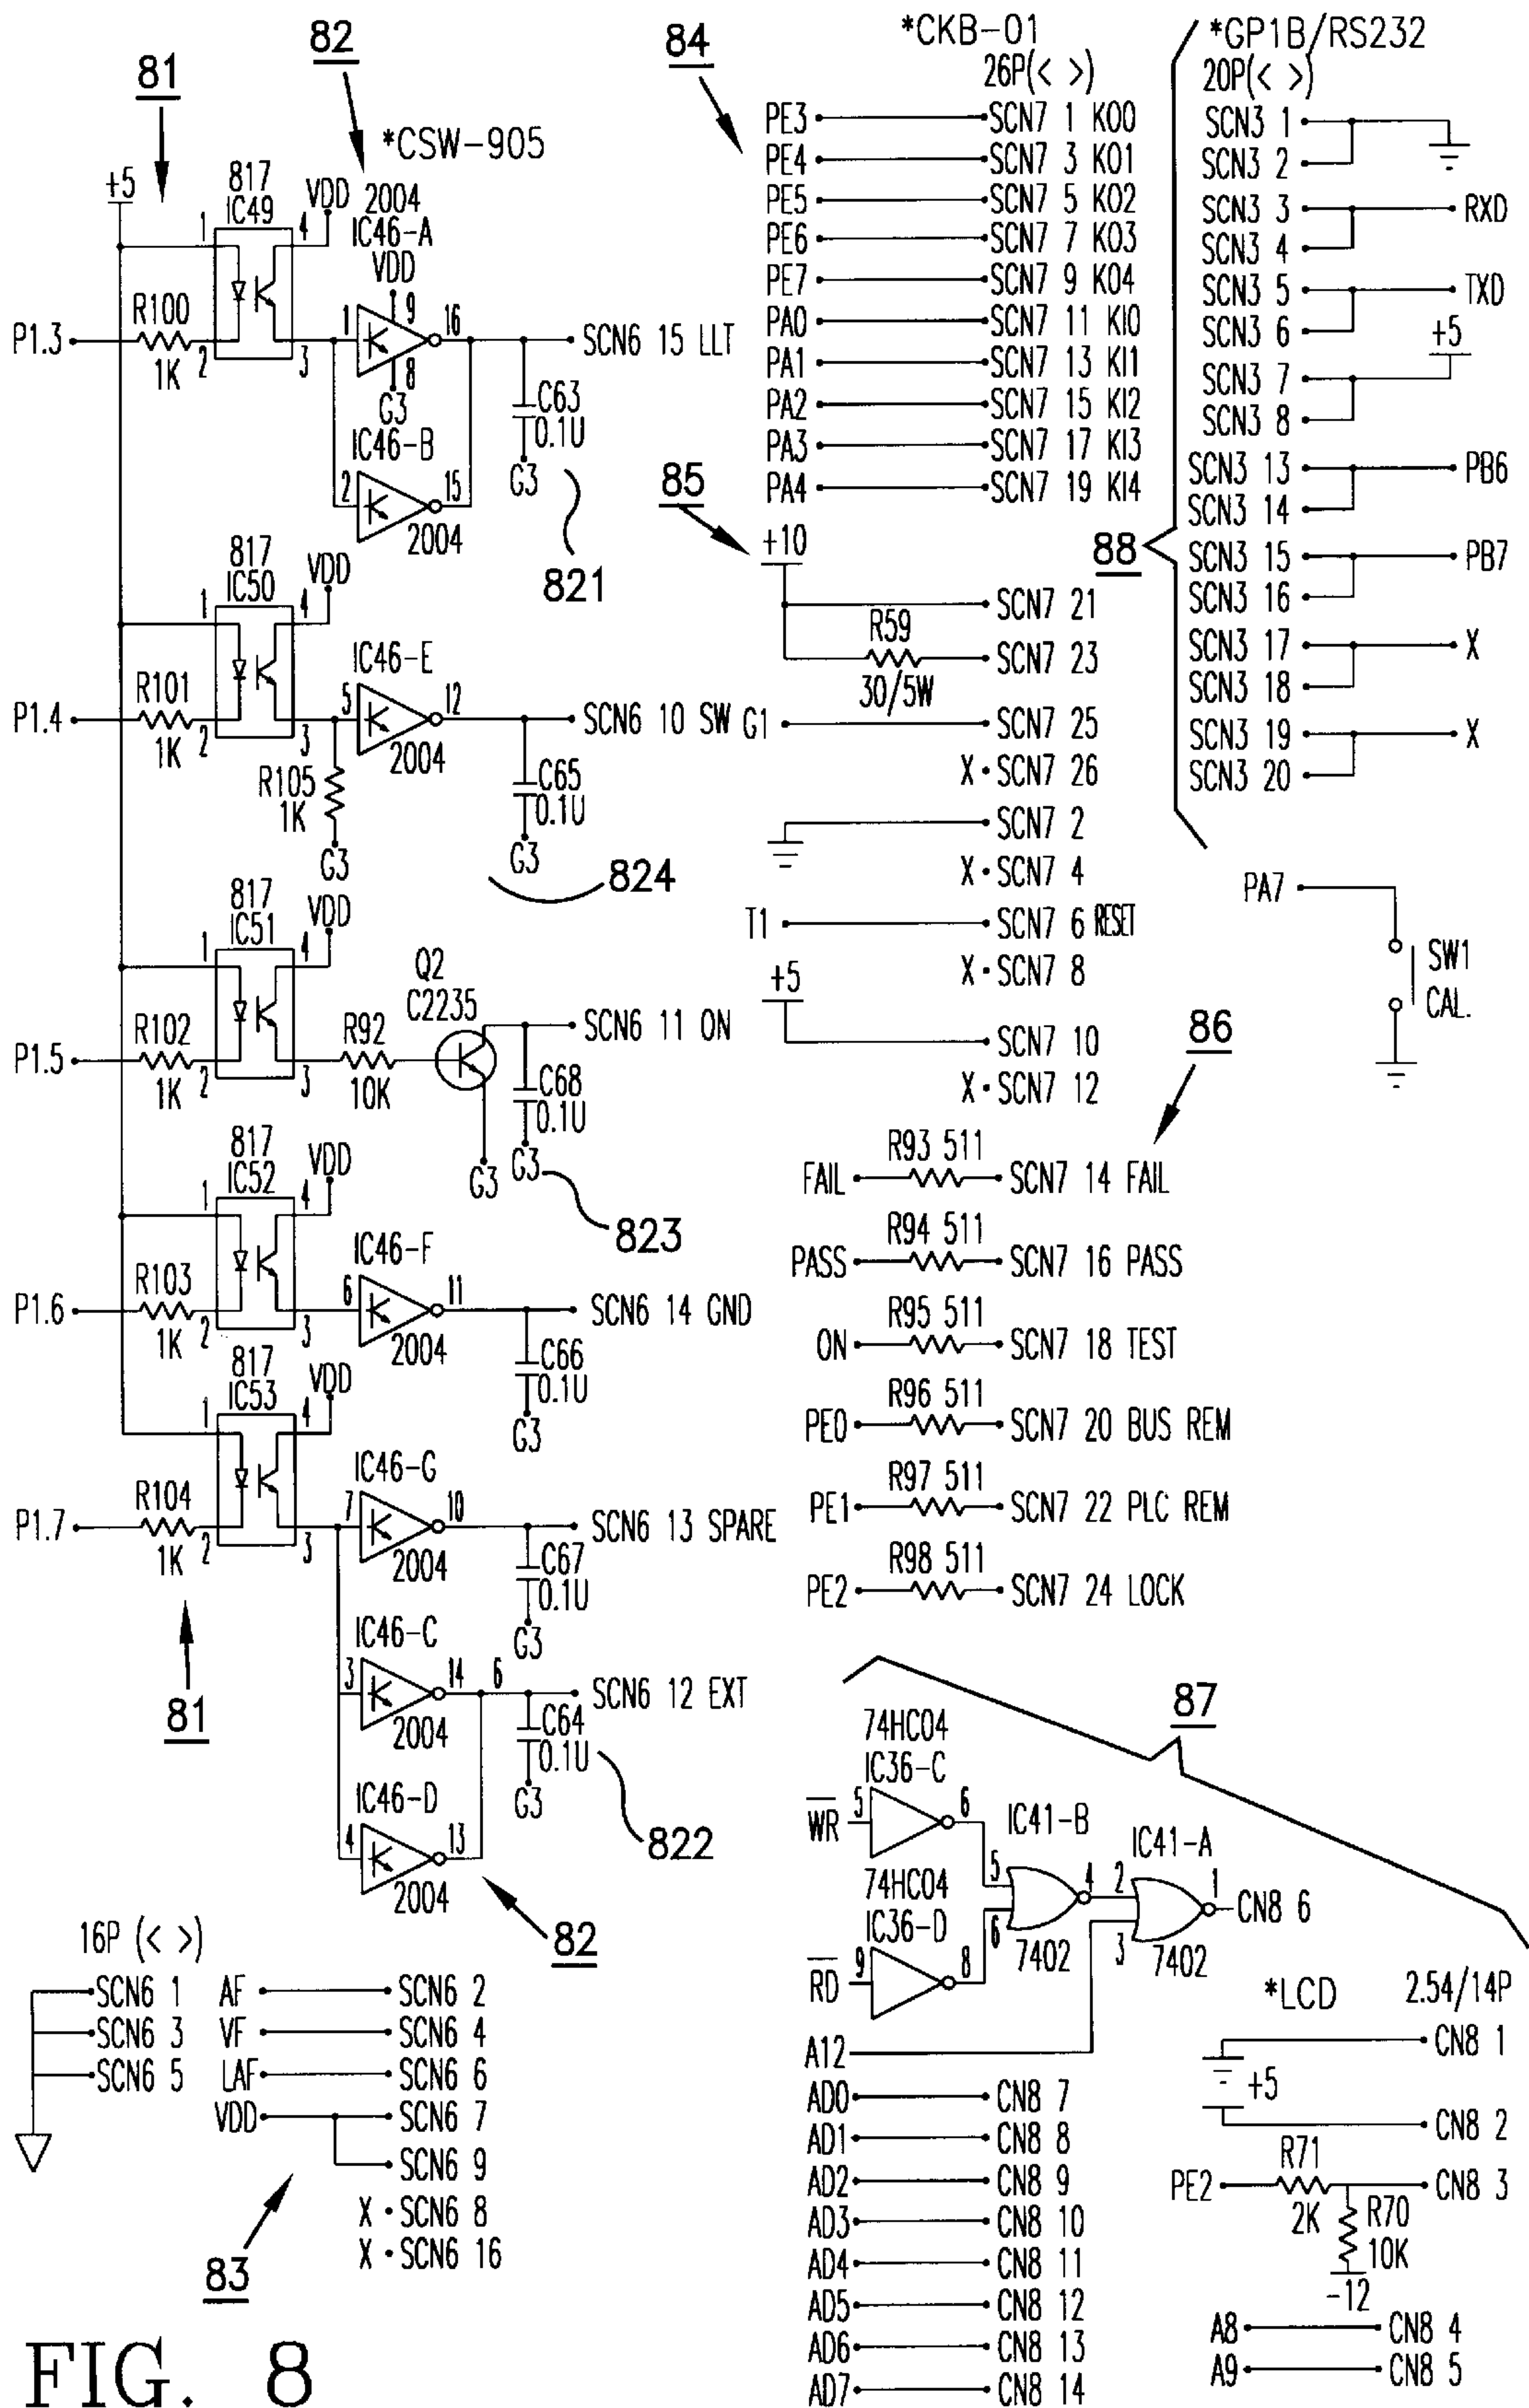 81
82
*CSW-905
+5
817
IC49
1
4
VDD
2004
IC46-A
VDD
R100
P1.3
1K
2
3
1
9
16
8
G3
SCN6 15 LLT
C63
0.1U
G3
IC46-B
2
15
2004
821
817
IC50
1
4
VDD
R101
P1.4
1K
2
3
IC46-E
5
12
2004
SCN6 10 SW
R105
1K
G3
C65
0.1U
G3
824
817
IC51
1
4
VDD
R102
P1.5
1K
2
3
R92
10K
Q2
C2235
SCN6 11 ON
C68
0.1U
G3
G3
823
817
IC52
1
4
VDD
R103
P1.6
1K
2
3
IC46-F
6
11
2004
SCN6 14 GND
C66
0.1U
G3
817
IC53
1
4
VDD
R104
P1.7
1K
2
3
IC46-G
7
10
2004
SCN6 13 SPARE
C67
0.1U
G3
81
IC46-C
3
14
6
2004
SCN6 12 EXT
C64
0.1U
G3
IC46-D
4
13
2004
822
82
16P (< >)
SCN6 1
SCN6 3
SCN6 5
AF SCN6 2
VF SCN6 4
LAF SCN6 6
VDD SCN6 7
SCN6 9
X SCN6 8
X SCN6 16
83
84
*CKB-01
26P(< >)
PE3 SCN7 1 K00
PE4 SCN7 3 K01
PE5 SCN7 5 K02
PE6 SCN7 7 K03
PE7 SCN7 9 K04
PA0 SCN7 11 KI0
PA1 SCN7 13 KI1
PA2 SCN7 15 KI2
PA3 SCN7 17 KI3
PA4 SCN7 19 KI4
85
+10
SCN7 21
R59
SCN7 23
30/5W
G1 SCN7 25
X SCN7 26
SCN7 2
X SCN7 4
T1 SCN7 6 RESET
X SCN7 8
+5
SCN7 10
X SCN7 12
86
R93 511
FAIL SCN7 14 FAIL
R94 511
PASS SCN7 16 PASS
R95 511
ON SCN7 18 TEST
R96 511
PE0 SCN7 20 BUS REM
R97 511
PE1 SCN7 22 PLC REM
R98 511
PE2 SCN7 24 LOCK
88
*GP1B/RS232
20P(< >)
SCN3 1
SCN3 2
SCN3 3
RXD
SCN3 4
SCN3 5
TXD
SCN3 6
+5
SCN3 7
SCN3 8
SCN3 13
PB6
SCN3 14
SCN3 15
PB7
SCN3 16
SCN3 17
X
SCN3 18
SCN3 19
X
SCN3 20
PA7
SW1
CAL.
87
74HC04
IC36-C
WR
5
6
74HC04
IC36-D
RD
9
8
IC41-B
5
6
4
7402
IC41-A
2
3
1
7402
CN8 6
A12
AD0 CN8 7
AD1 CN8 8
AD2 CN8 9
AD3 CN8 10
AD4 CN8 11
AD5 CN8 12
AD6 CN8 13
AD7 CN8 14
*LCD
2.54/14P
CN8 1
+5
CN8 2
PE2
R71
2K
CN8 3
R70
10K
-12
A8 CN8 4
A9 CN8 5
FIG. 8